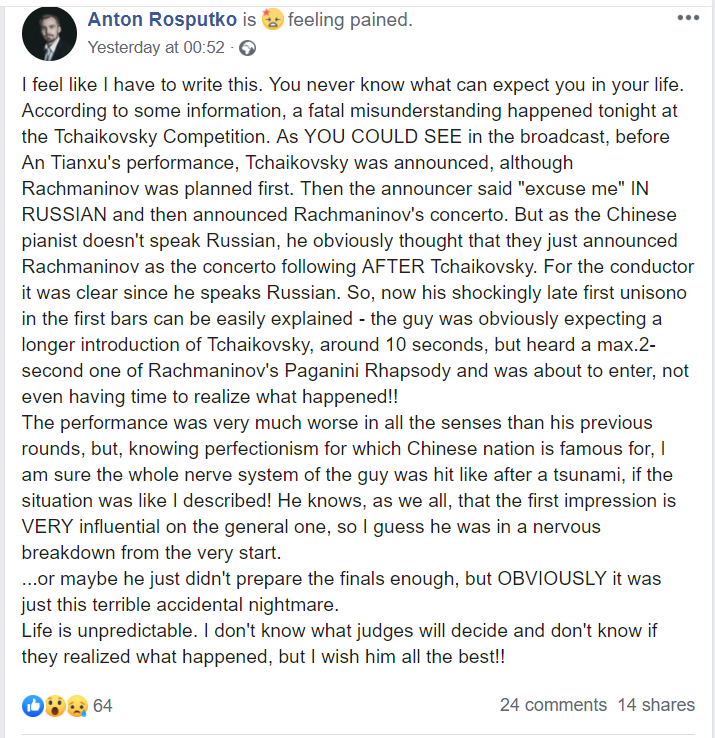 Anton Rosputko is feeling pained.
Yesterday at 00:52 ·
I feel like I have to write this. You never know what can expect you in your life.
According to some information, a fatal misunderstanding happened tonight at
the Tchaikovsky Competition. As YOU COULD SEE in the broadcast, before
An Tianxu's performance, Tchaikovsky was announced, although
Rachmaninov was planned first. Then the announcer said "excuse me" IN
RUSSIAN and then announced Rachmaninov's concerto. But as the Chinese
pianist doesn't speak Russian, he obviously thought that they just announced
Rachmaninov as the concerto following AFTER Tchaikovsky. For the conductor
it was clear since he speaks Russian. So, now his shockingly late first unisono
in the first bars can be easily explained - the guy was obviously expecting a
longer introduction of Tchaikovsky, around 10 seconds, but heard a max.2-
second one of Rachmaninov's Paganini Rhapsody and was about to enter, not
even having time to realize what happened!!
The performance was very much worse in all the senses than his previous
rounds, but, knowing perfectionism for which Chinese nation is famous for, I
am sure the whole nerve system of the guy was hit like after a tsunami, if the
situation was like I described! He knows, as we all, that the first impression is
VERY influential on the general one, so I guess he was in a nervous
breakdown from the very start.
...or maybe he just didn't prepare the finals enough, but OBVIOUSLY it was
just this terrible accidental nightmare.
Life is unpredictable. I don't know what judges will decide and don't know if
they realized what happened, but I wish him all the best!!
64
24 comments 14 shares